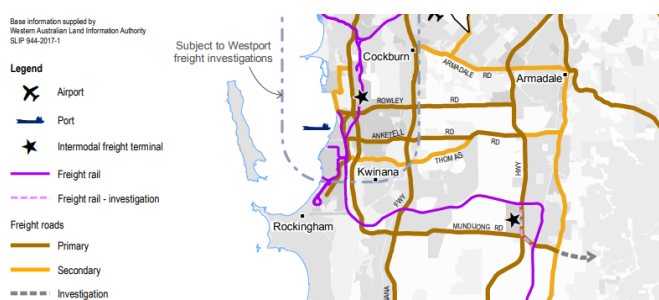 Base information supplied by
Western Australian Land Information Authority
SLIP 944-2017-1
Legend
Airport
Port
Intermodal freight terminal
Freight rail
Freight rail - investigation
Freight roads
Primary
Secondary
Investigation
Subject to Westport
freight investigations
Cockburn
ARMADALE RD
Armadale
ROWLEY RD
ANKETELL RD
THOMAS RD
Kwinana
HWY
FWY
Rockingham
MUNDIJONG RD